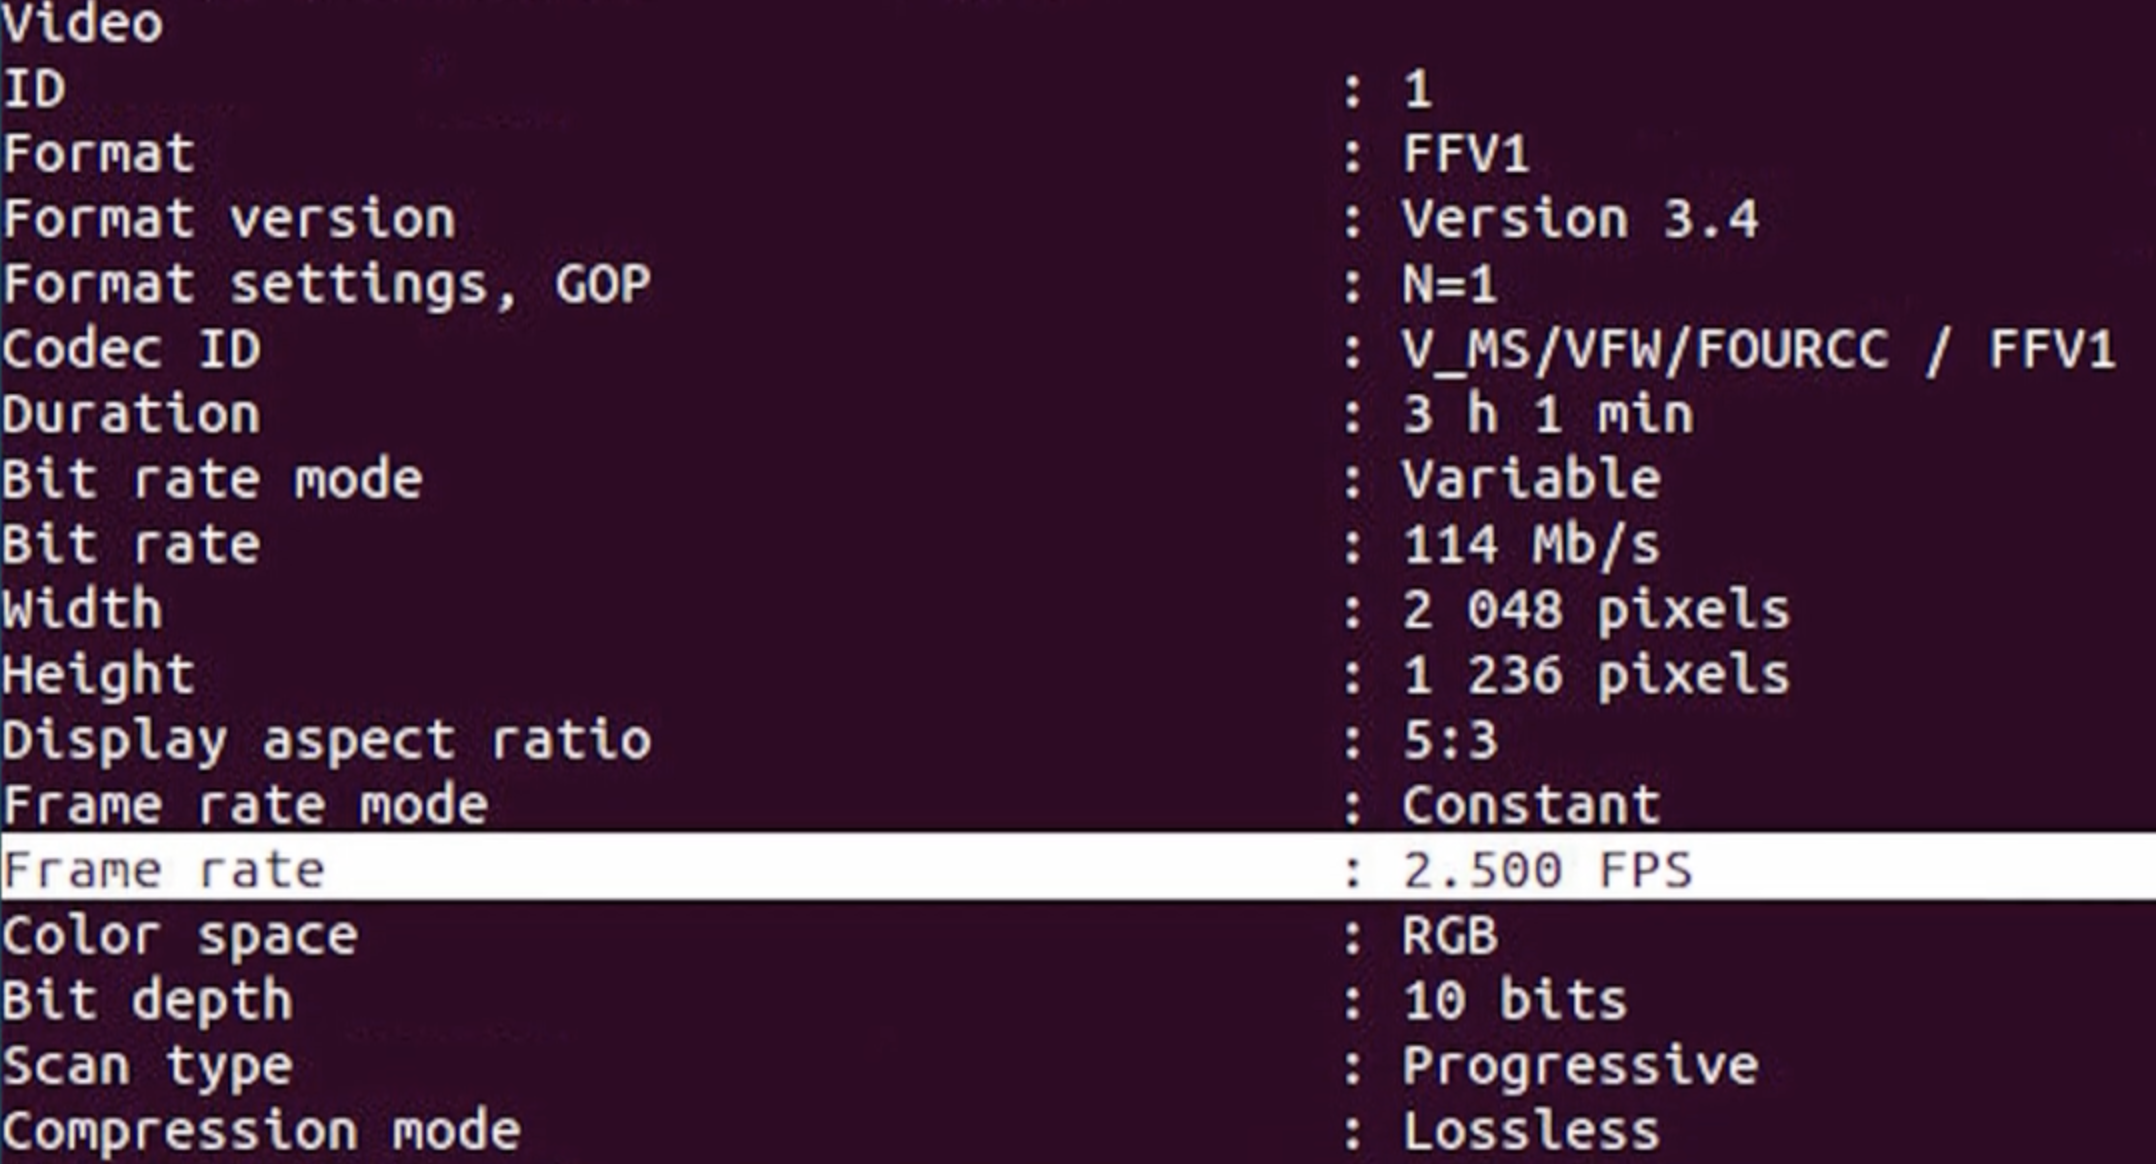 Video
ID : 1
Format : FFV1
Format version : Version 3.4
Format settings, GOP : N=1
Codec ID : V_MS/VFW/FOURCC / FFV1
Duration : 3 h 1 min
Bit rate mode : Variable
Bit rate : 114 Mb/s
Width : 2 048 pixels
Height : 1 236 pixels
Display aspect ratio : 5:3
Frame rate mode : Constant
Frame rate : 2.500 FPS
Color space : RGB
Bit depth : 10 bits
Scan type : Progressive
Compression mode : Lossless